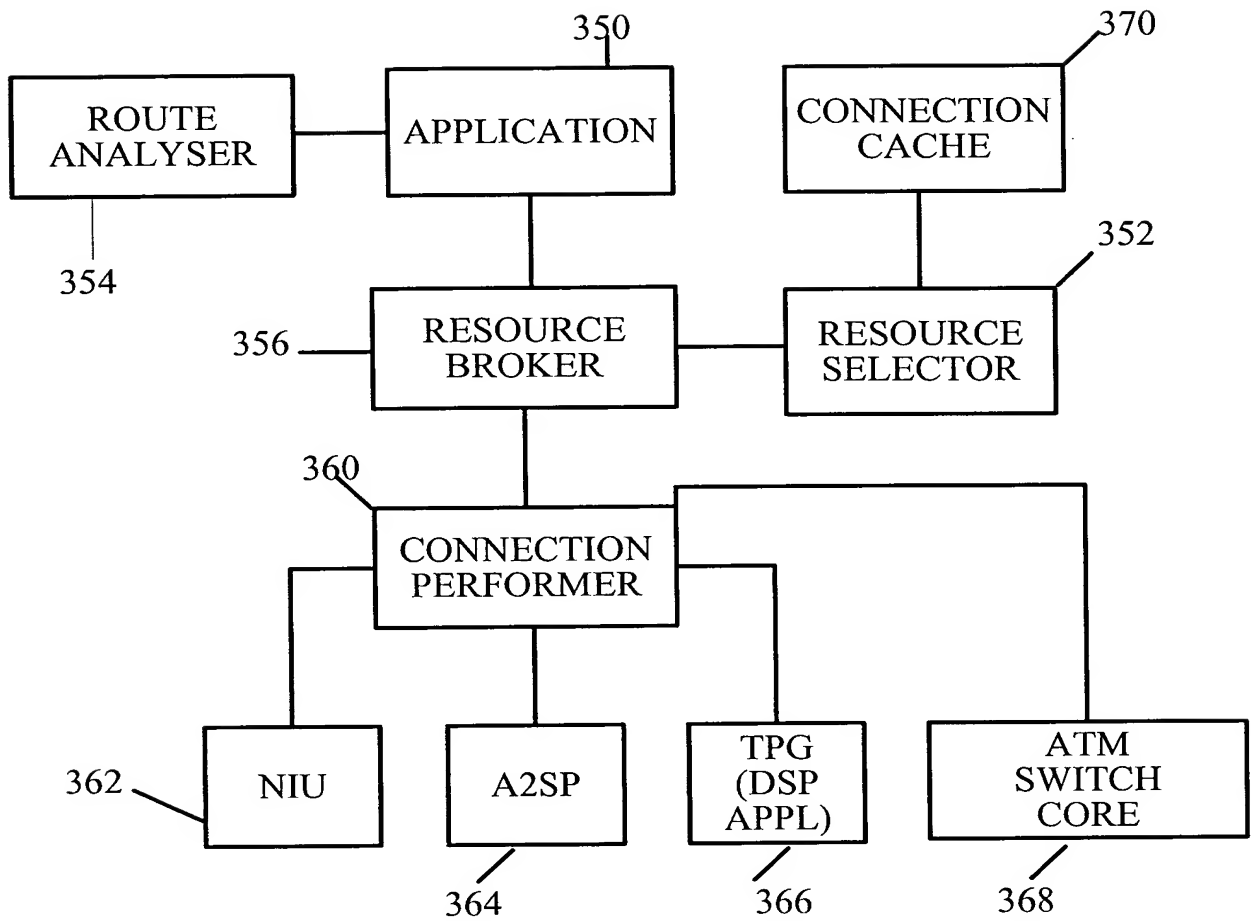 350
370
ROUTE
ANALYSER
APPLICATION
CONNECTION
CACHE
354
352
356
RESOURCE
BROKER
RESOURCE
SELECTOR
360
CONNECTION
PERFORMER
362
NIU
A2SP
TPG
(DSP
APPL)
ATM
SWITCH
CORE
364
366
368